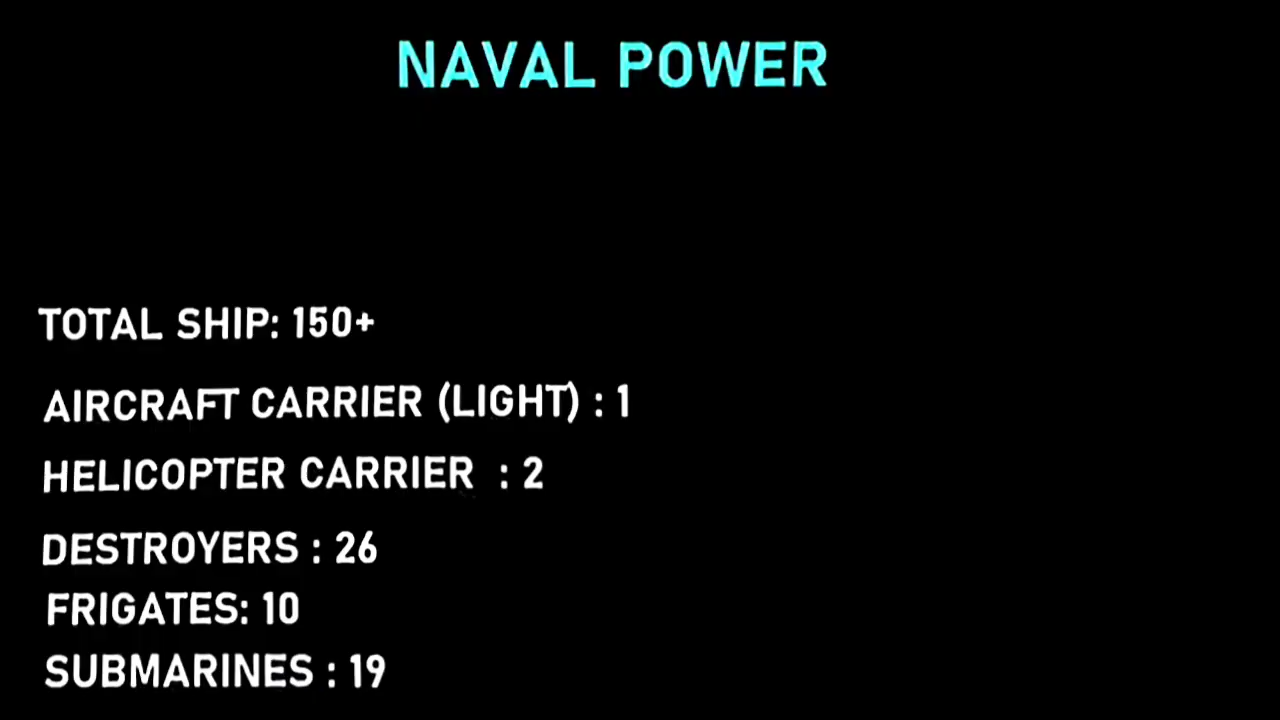 NAVAL POWER
TOTAL SHIP: 150+
AIRCRAFT CARRIER (LIGHT) : 1
HELICOPTER CARRIER : 2
DESTROYERS : 26
FRIGATES: 10
SUBMARINES : 19